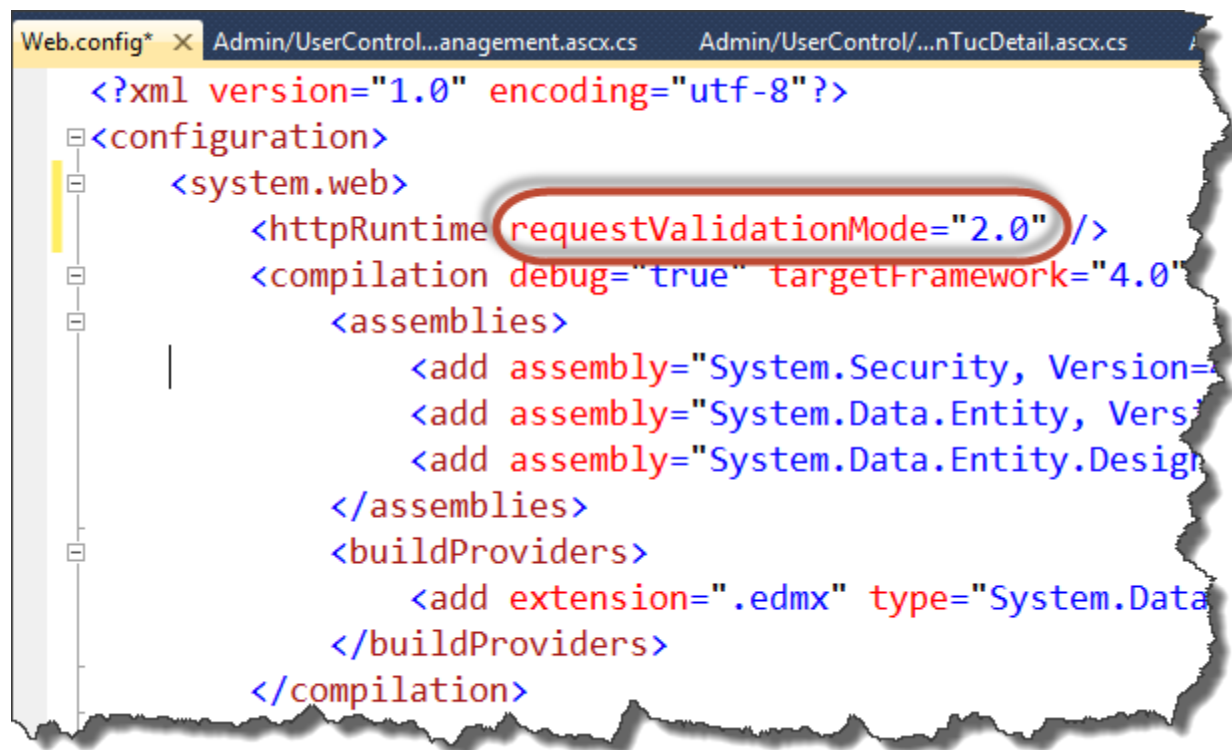 Web.config* × Admin/UserControl...anagement.ascx.cs Admin/UserControl/...nTucDetail.ascx.cs
<?xml version="1.0" encoding="utf-8"?>
<configuration>
<system.web>
<httpRuntime requestValidationMode="2.0" />
<compilation debug="true" targetFramework="4.0"
<assemblies>
<add assembly="System.Security, Version=
<add assembly="System.Data.Entity, Vers
<add assembly="System.Data.Entity.Design
</assemblies>
<buildProviders>
<add extension=".edmx" type="System.Data
</buildProviders>
</compilation>